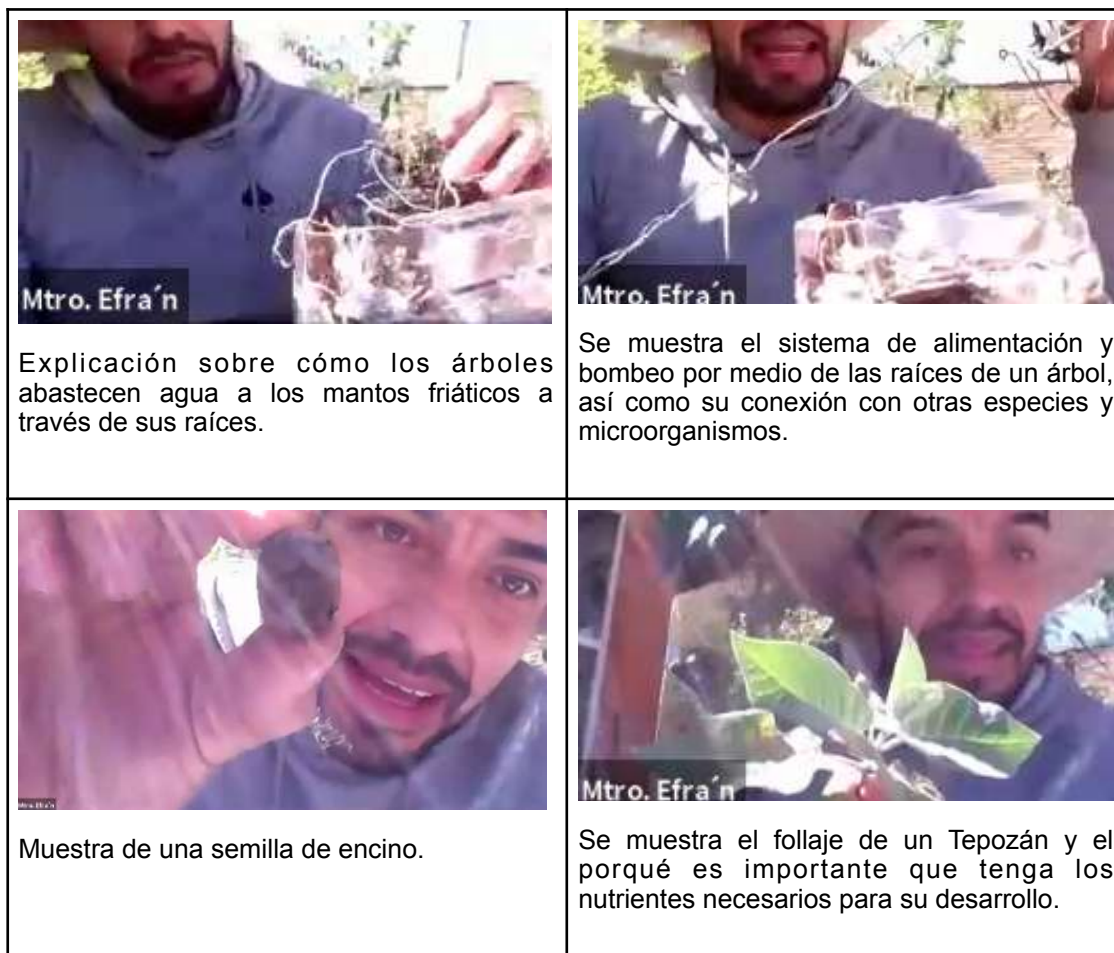 Mtro. Efra´n
Explicación sobre cómo los árboles
abastecen agua a los mantos friáticos a
través de sus raíces.
Mtro. Efra´n
Se muestra el sistema de alimentación y
bombeo por medio de las raíces de un árbol,
así como su conexión con otras especies y
microorganismos.
Mtro. Efra´n
Muestra de una semilla de encino.
Mtro. Efra´n
Se muestra el follaje de un Tepozán y el
porqué es importante que tenga los
nutrientes necesarios para su desarrollo.